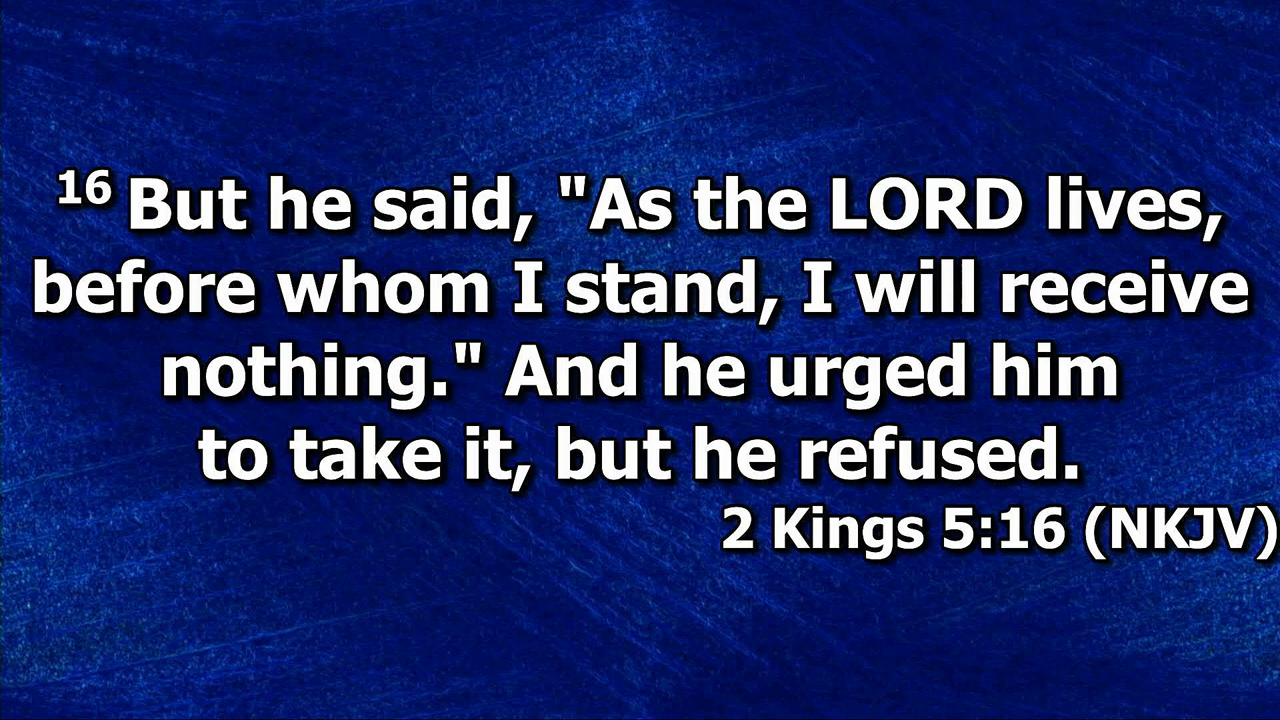 16 But he said, "As the LORD lives,
before whom I stand, I will receive
nothing." And he urged him
to take it, but he refused.
2 Kings 5:16 (NKJV)